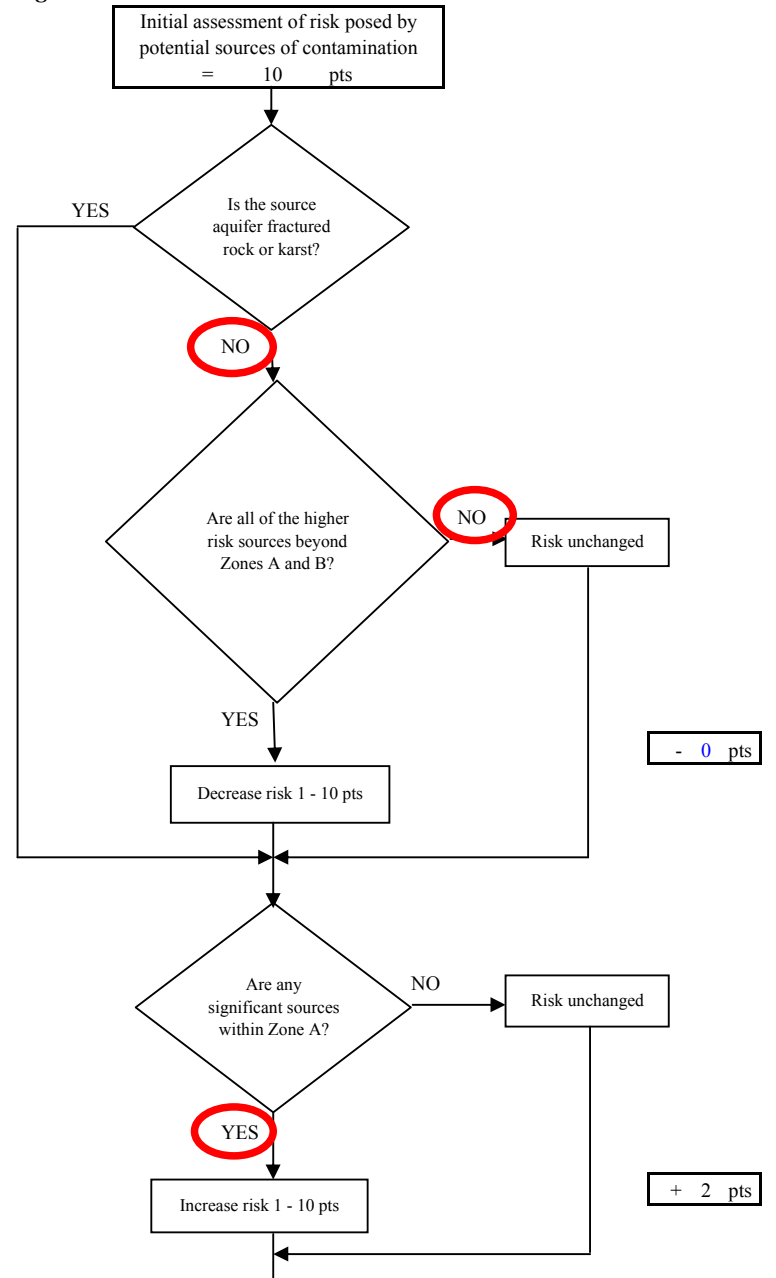 Initial assessment of risk posed by
potential sources of contamination
= 10 pts
YES
Is the source
aquifer fractured
rock or karst?
NO
Are all of the higher
risk sources beyond
Zones A and B?
NO
Risk unchanged
YES
- 0 pts
Decrease risk 1 - 10 pts
Are any
significant sources
within Zone A?
NO
Risk unchanged
YES
+ 2 pts
Increase risk 1 - 10 pts